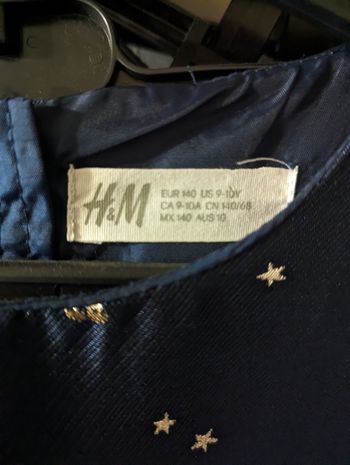 H&M
EUR 140 US 9-10Y
CA 9-10A CN 140/68
MX 140 AUS 10